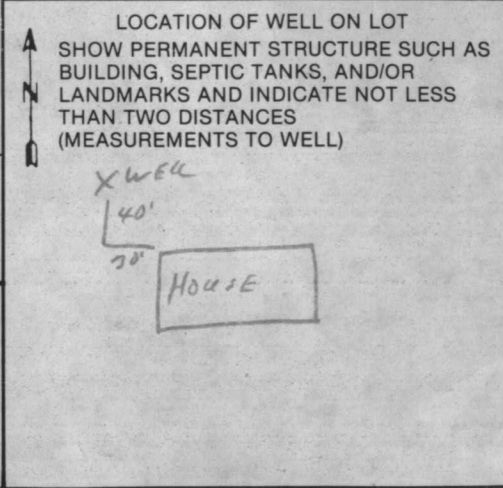 LOCATION OF WELL ON LOT
SHOW PERMANENT STRUCTURE SUCH AS
BUILDING, SEPTIC TANKS, AND/OR
N LANDMARKS AND INDICATE NOT LESS
THAN TWO DISTANCES
(MEASUREMENTS TO WELL)
X WELL
40'
HOUSE